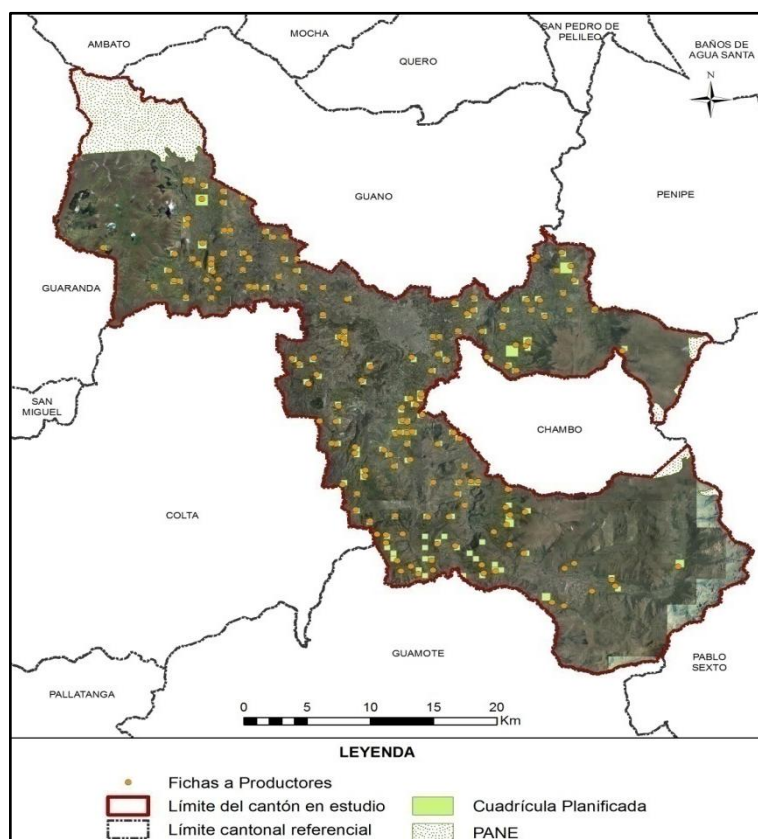 AMBATO
MOCHA
SAN PEDRO DE
PELILEO
BAÑOS DE
AGUA SANTA
QUERO
N
GUANO
PENIPE
GUARANDA
SAN
MIGUEL
CHAMBO
COLTA
GUAMOTE
PABLO
SEXTO
PALLATANGA
0 5 10 15 20
Km
LEYENDA
Fichas a Productores
Límite del cantón en estudio
Límite cantonal referencial
Cuadrícula Planificada
PANE